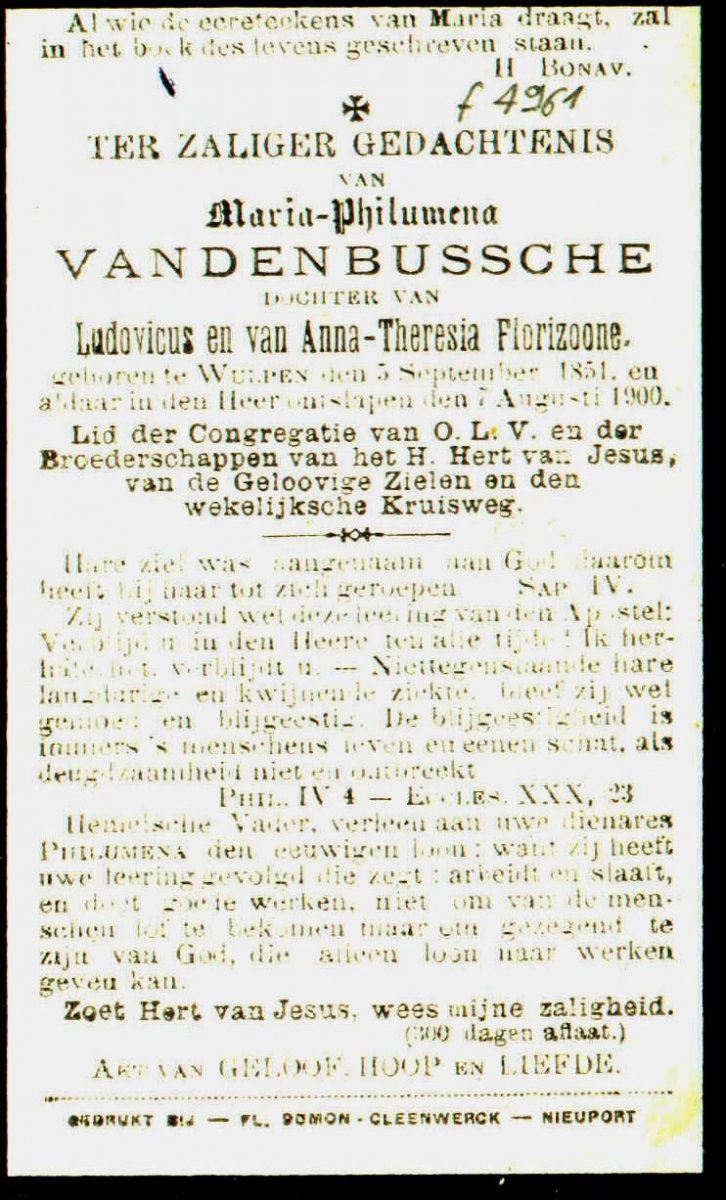 Al wie de eereteekens van Maria draagt, zal
in het boek des levens geschreven staan.
H BONAV.
f 4961
TER ZALIGER GEDACHTENIS
VAN
Maria-Philumena
VANDENBUSSCHE
DOCHTER VAN
Ludovicus en van Anna-Theresia Florizoone.
geboren te WULPEN den 5 September 1851. en
aldaar in den Heer ontslapen den 7 Augusti 1900.
Lid der Congregatie van O. L. V. en der
Broederschappen van het H. Hert van Jesus,
van de Geloovige Zielen en den
wekelijksche Kruisweg.
Hare ziel was aangenaam aan God daarom
heeft hij haar tot zich geroepen SAP IV.
Zij verstond wel deze leering van den Apostel:
Verblijd u in den Heere ten alle tijde! Ik her-
hale het, verblijdt u. — Niettegenstaande hare
langdurige en kwijnende ziekte, bleef zij wel
gemoed en blijgeestig. De blijgeestigheid is
immers 's menschens leven en eenen schat, als
deugdzaamheid niet en ontbreekt
PHIL. IV 4 — ECCLES. XXX, 23
Hemelsche Vader, verleen aan uwe dienares
PHILUMENA den eeuwigen loon: want zij heeft
uwe leering gevolgd die zegt: arbeidt en slaaft,
en doet goede werken, niet om van de men-
schen lof te bekomen maar om gezegend te
zijn van God, die alleen loon naar werken
geven kan.
Zoet Hert van Jesus, wees mijne zaligheid.
(300 dagen aflaat.)
AKT VAN GELOOF, HOOP EN LIEFDE.
GEDRUKT BIJ — FL. DOMON-CLEENWERCK — NIEUPORT